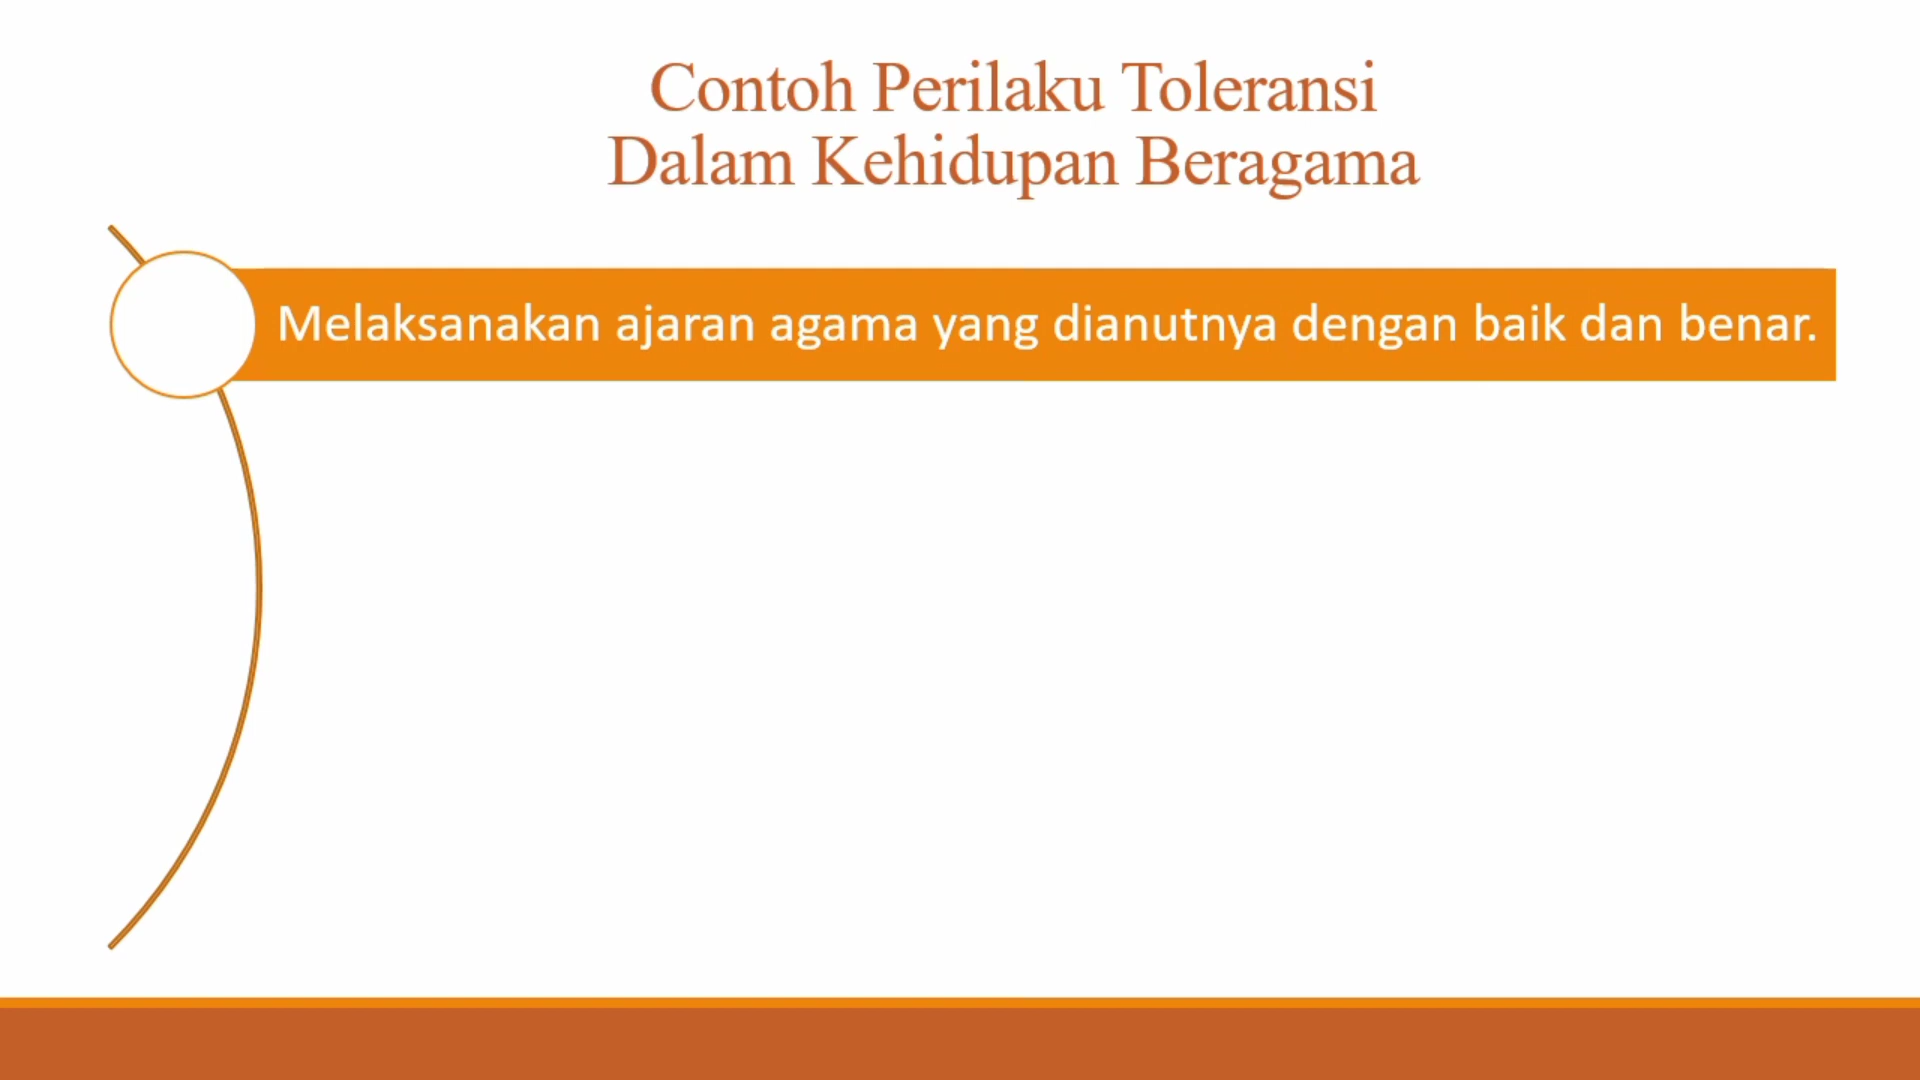 Contoh Perilaku Toleransi
Dalam Kehidupan Beragama
Melaksanakan ajaran agama yang dianutnya dengan baik dan benar.